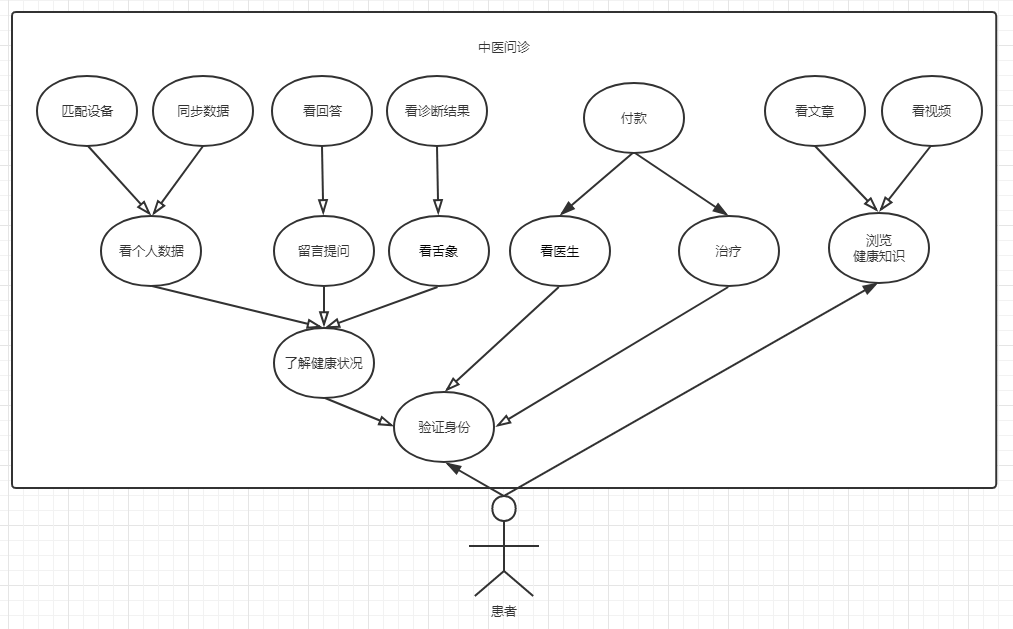 中医问诊
匹配设备
同步数据
看回答
看诊断结果
付款
看文章
看视频
看个人数据
留言提问
看舌象
看医生
治疗
浏览
健康知识
了解健康状况
验证身份
患者